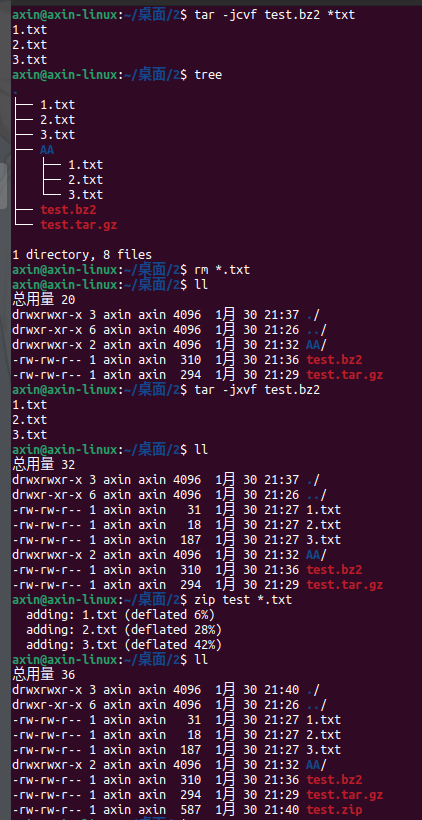 axin@axin-linux:~/桌面/2$ tar -jcvf test.bz2 *txt
1.txt
2.txt
3.txt
axin@axin-linux:~/桌面/2$ tree
.
├── 1.txt
├── 2.txt
├── 3.txt
├── AA
│   ├── 1.txt
│   ├── 2.txt
│   └── 3.txt
├── test.bz2
└── test.tar.gz

1 directory, 8 files
axin@axin-linux:~/桌面/2$ rm *.txt
axin@axin-linux:~/桌面/2$ ll
总用量 20
drwxrwxr-x 3 axin axin 4096  1月 30 21:37 ./
drwxr-xr-x 6 axin axin 4096  1月 30 21:26 ../
drwxrwxr-x 2 axin axin 4096  1月 30 21:32 AA/
-rw-rw-r-- 1 axin axin  310  1月 30 21:36 test.bz2
-rw-rw-r-- 1 axin axin  294  1月 30 21:29 test.tar.gz
axin@axin-linux:~/桌面/2$ tar -jxvf test.bz2
1.txt
2.txt
3.txt
axin@axin-linux:~/桌面/2$ ll
总用量 32
drwxrwxr-x 3 axin axin 4096  1月 30 21:37 ./
drwxr-xr-x 6 axin axin 4096  1月 30 21:26 ../
-rw-rw-r-- 1 axin axin   31  1月 30 21:27 1.txt
-rw-rw-r-- 1 axin axin   18  1月 30 21:27 2.txt
-rw-rw-r-- 1 axin axin  187  1月 30 21:27 3.txt
drwxrwxr-x 2 axin axin 4096  1月 30 21:32 AA/
-rw-rw-r-- 1 axin axin  310  1月 30 21:36 test.bz2
-rw-rw-r-- 1 axin axin  294  1月 30 21:29 test.tar.gz
axin@axin-linux:~/桌面/2$ zip test *.txt
  adding: 1.txt (deflated 6%)
  adding: 2.txt (deflated 28%)
  adding: 3.txt (deflated 42%)
axin@axin-linux:~/桌面/2$ ll
总用量 36
drwxrwxr-x 3 axin axin 4096  1月 30 21:40 ./
drwxr-xr-x 6 axin axin 4096  1月 30 21:26 ../
-rw-rw-r-- 1 axin axin   31  1月 30 21:27 1.txt
-rw-rw-r-- 1 axin axin   18  1月 30 21:27 2.txt
-rw-rw-r-- 1 axin axin  187  1月 30 21:27 3.txt
drwxrwxr-x 2 axin axin 4096  1月 30 21:32 AA/
-rw-rw-r-- 1 axin axin  310  1月 30 21:36 test.bz2
-rw-rw-r-- 1 axin axin  294  1月 30 21:29 test.tar.gz
-rw-rw-r-- 1 axin axin  587  1月 30 21:40 test.zip